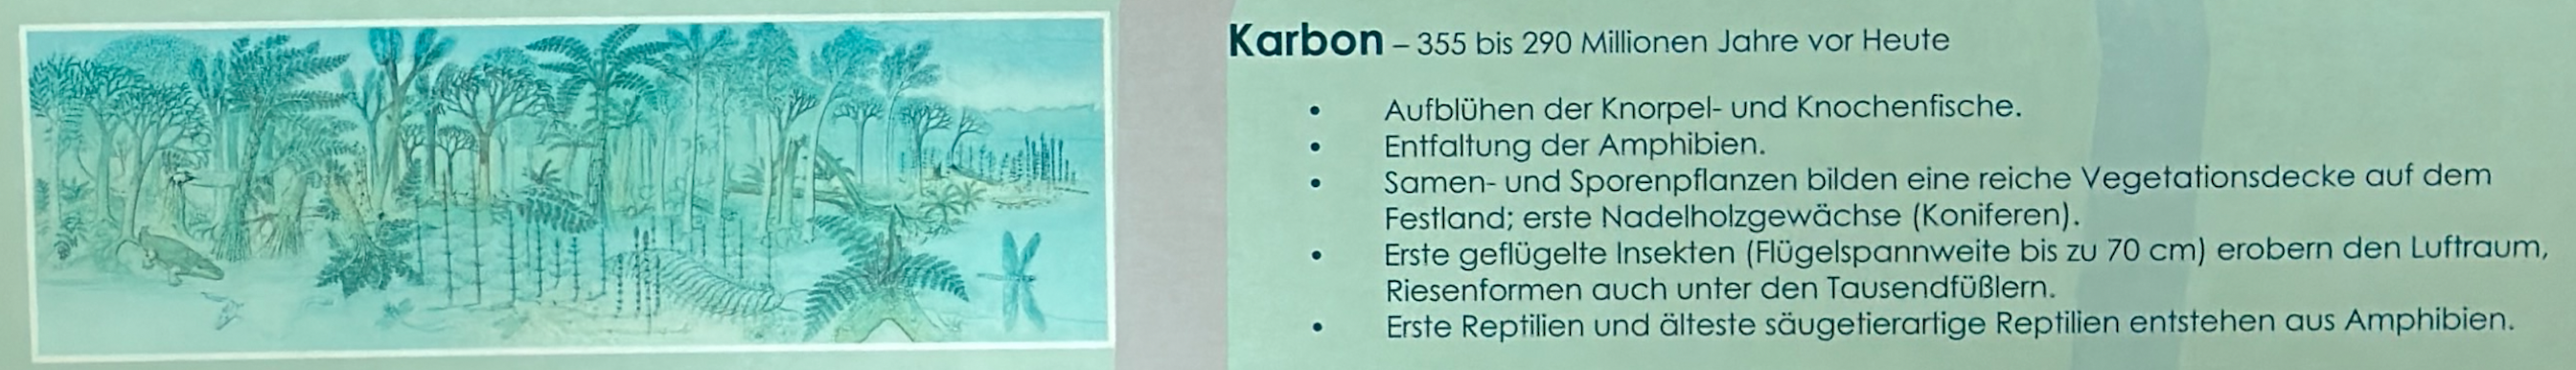 Karbon – 355 bis 290 Millionen Jahre vor Heute
• Aufblühen der Knorpel- und Knochenfische.
• Entfaltung der Amphibien.
• Samen- und Sporenpflanzen bilden eine reiche Vegetationsdecke auf dem
Festland; erste Nadelholzgewächse (Koniferen).
• Erste geflügelte Insekten (Flügelspannweite bis zu 70 cm) erobern den Luftraum,
Riesenformen auch unter den Tausendfüßlern.
• Erste Reptilien und älteste säugetierartige Reptilien entstehen aus Amphibien.